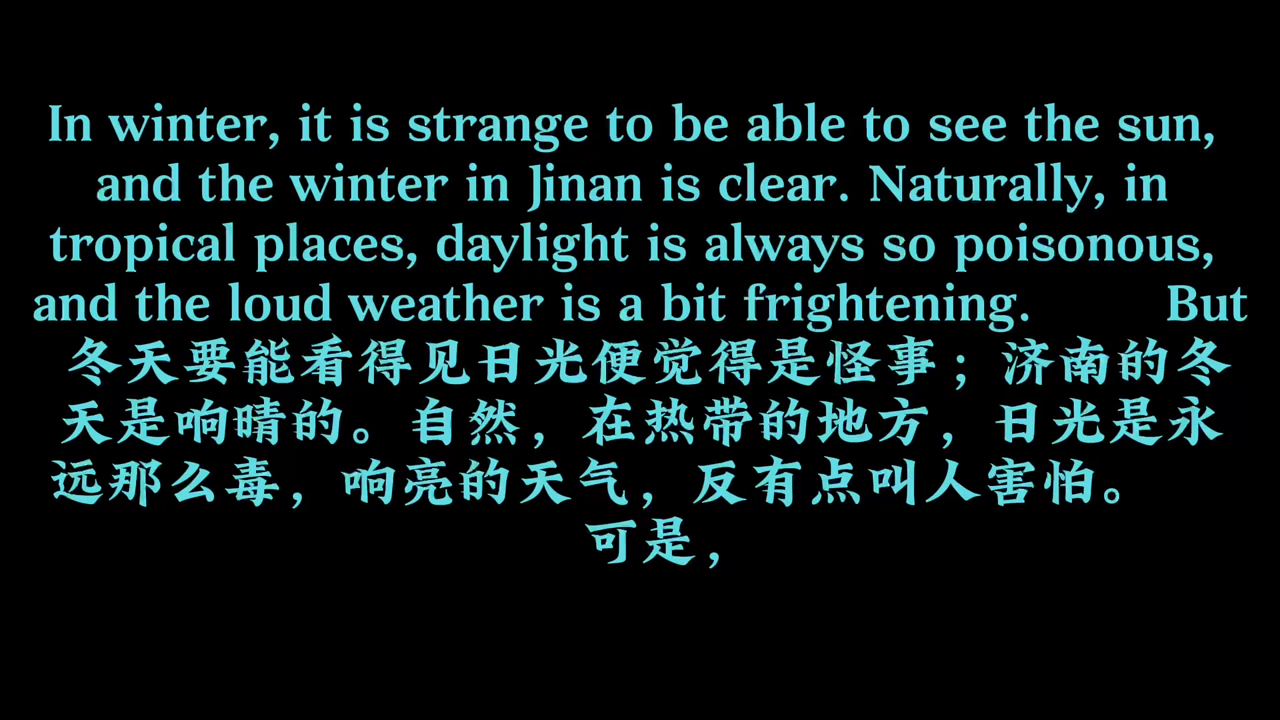 In winter, it is strange to be able to see the sun,
and the winter in Jinan is clear. Naturally, in
tropical places, daylight is always so poisonous,
and the loud weather is a bit frightening. But
冬天要能看得见日光便觉得是怪事；济南的冬
天是响晴的。自然，在热带的地方，日光是永
远那么毒，响亮的天气，反有点叫人害怕。
可是，